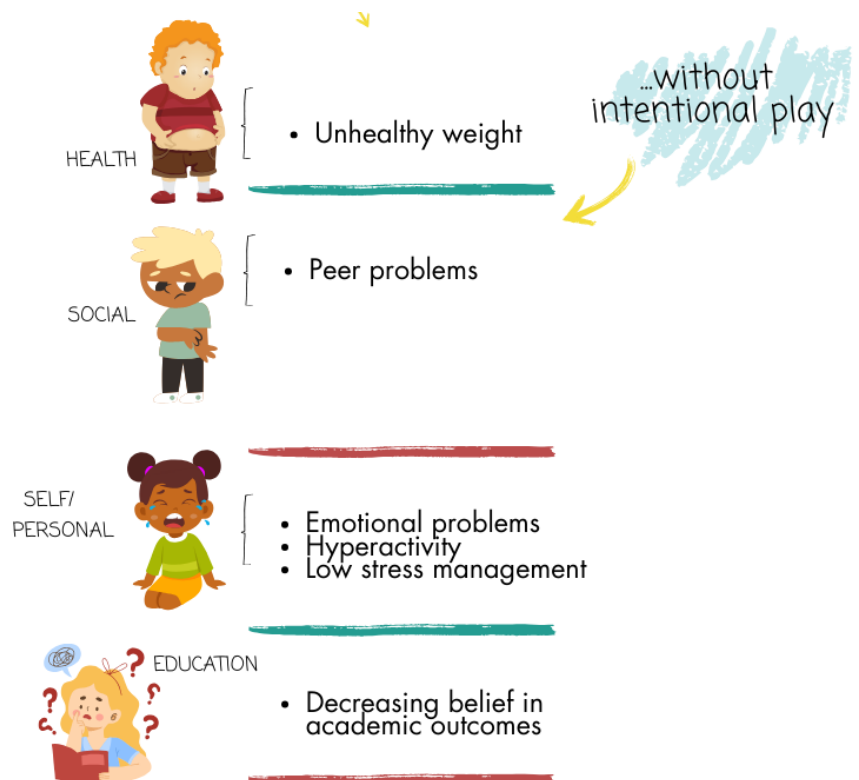 ...without
intentional play
HEALTH
• Unhealthy weight
SOCIAL
• Peer problems
SELF/
PERSONAL
• Emotional problems
• Hyperactivity
• Low stress management
EDUCATION
• Decreasing belief in
academic outcomes